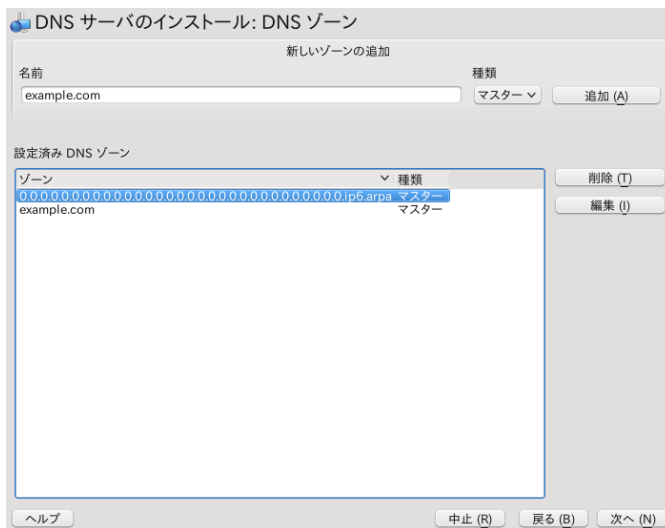 DNS サーバのインストール: DNS ゾーン
新しいゾーンの追加
名前
種類
example.com
マスター
追加 (A)
設定済み DNS ゾーン
ゾーン 種類
削除 (T)
0.0.0.0.0.0.0.0.0.0.0.0.0.0.0.0.0.0.0.0.0.0.0.0.0.0.0.0.0.0.0.ip6.arpa マスター
example.com マスター
編集 (I)
ヘルプ
中止 (R)
戻る (B)
次へ (N)